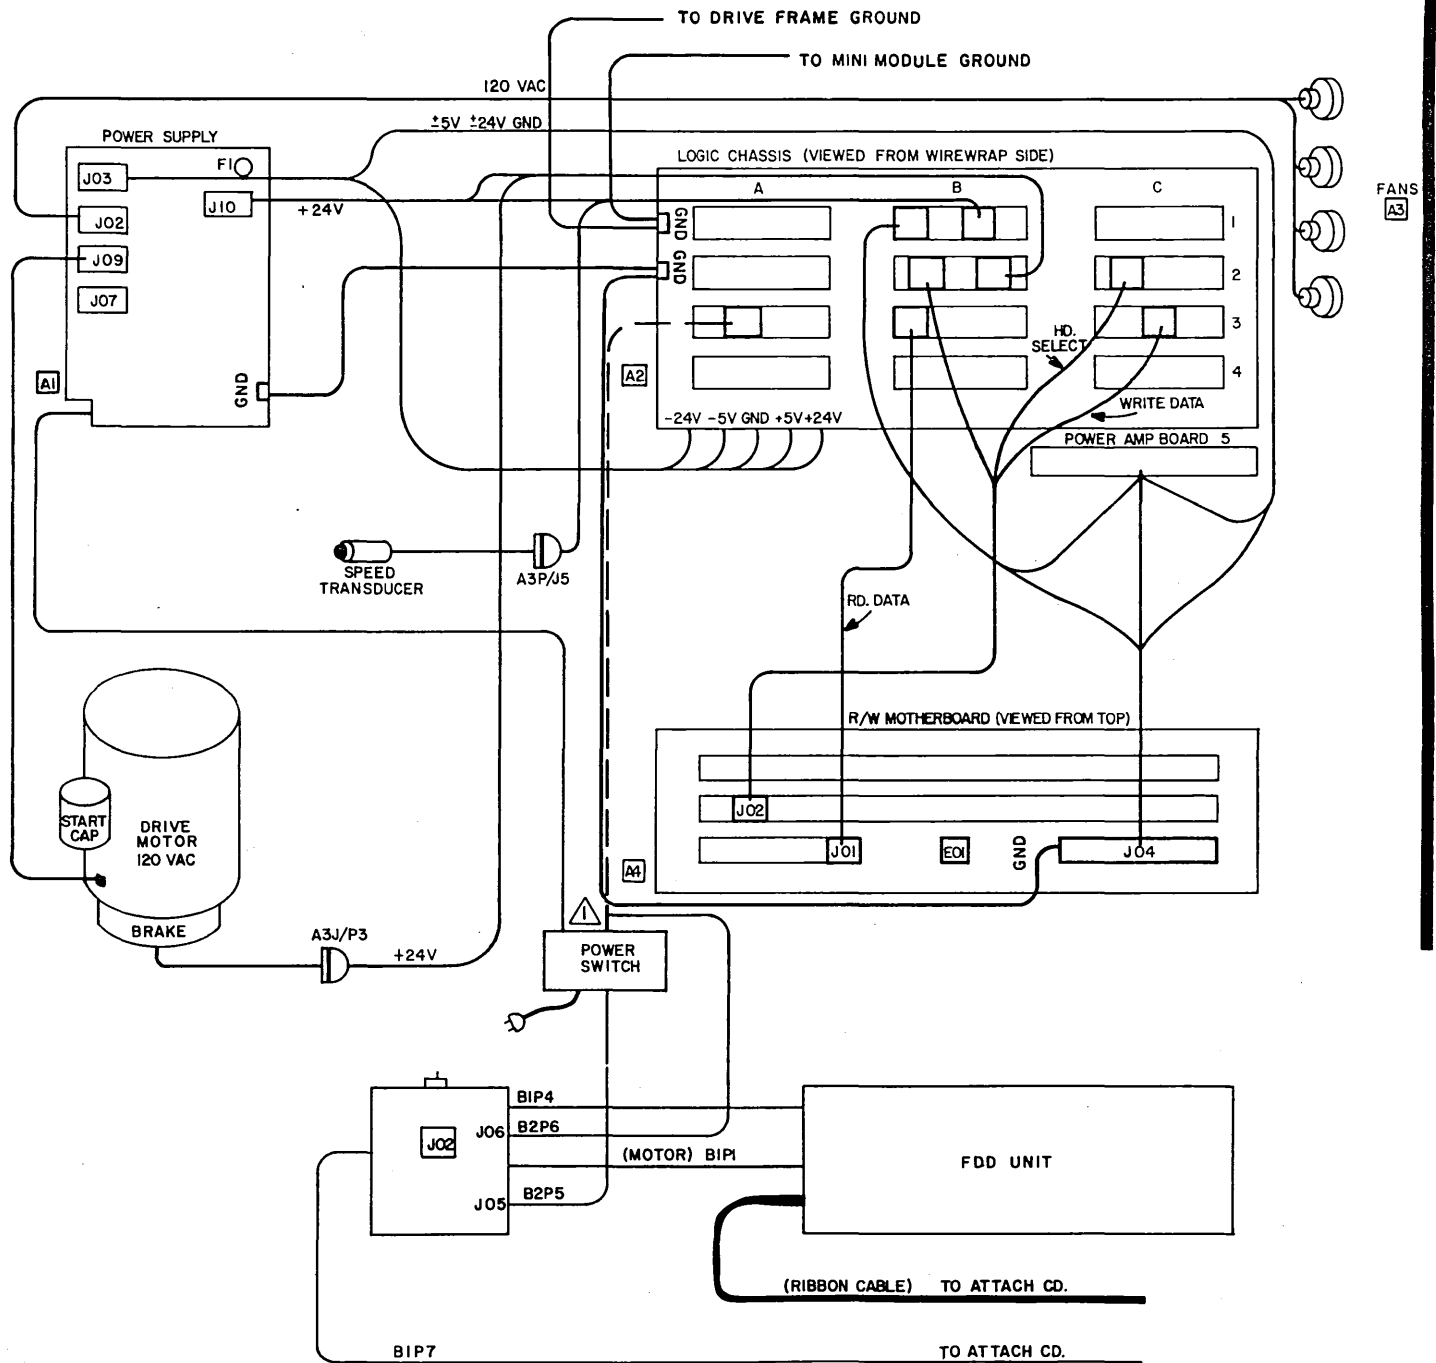 TO DRIVE FRAME GROUND
TO MINI MODULE GROUND
120 VAC
±5V ±24V GND
POWER SUPPLY
LOGIC CHASSIS (VIEWED FROM WIREWRAP SIDE)
J03
F1
J10
+24V
J02
J09
J07
A1
GND
A
B
C
GND
GND
1
2
3
4
FANS
A3
HD.
SELECT
A2
WRITE DATA
-24V -5V GND +5V +24V
POWER AMP BOARD 5
SPEED
TRANSDUCER
A3P/J5
RD. DATA
R/W MOTHERBOARD (VIEWED FROM TOP)
J02
J01
E01
GND
J04
A4
START
CAP
DRIVE
MOTOR
120 VAC
BRAKE
A3J/P3
+24V
1
POWER
SWITCH
B1P4
J06
B2P6
J02
(MOTOR) B1P1
J05
B2P5
FDD UNIT
(RIBBON CABLE) TO ATTACH CD.
B1P7
TO ATTACH CD.